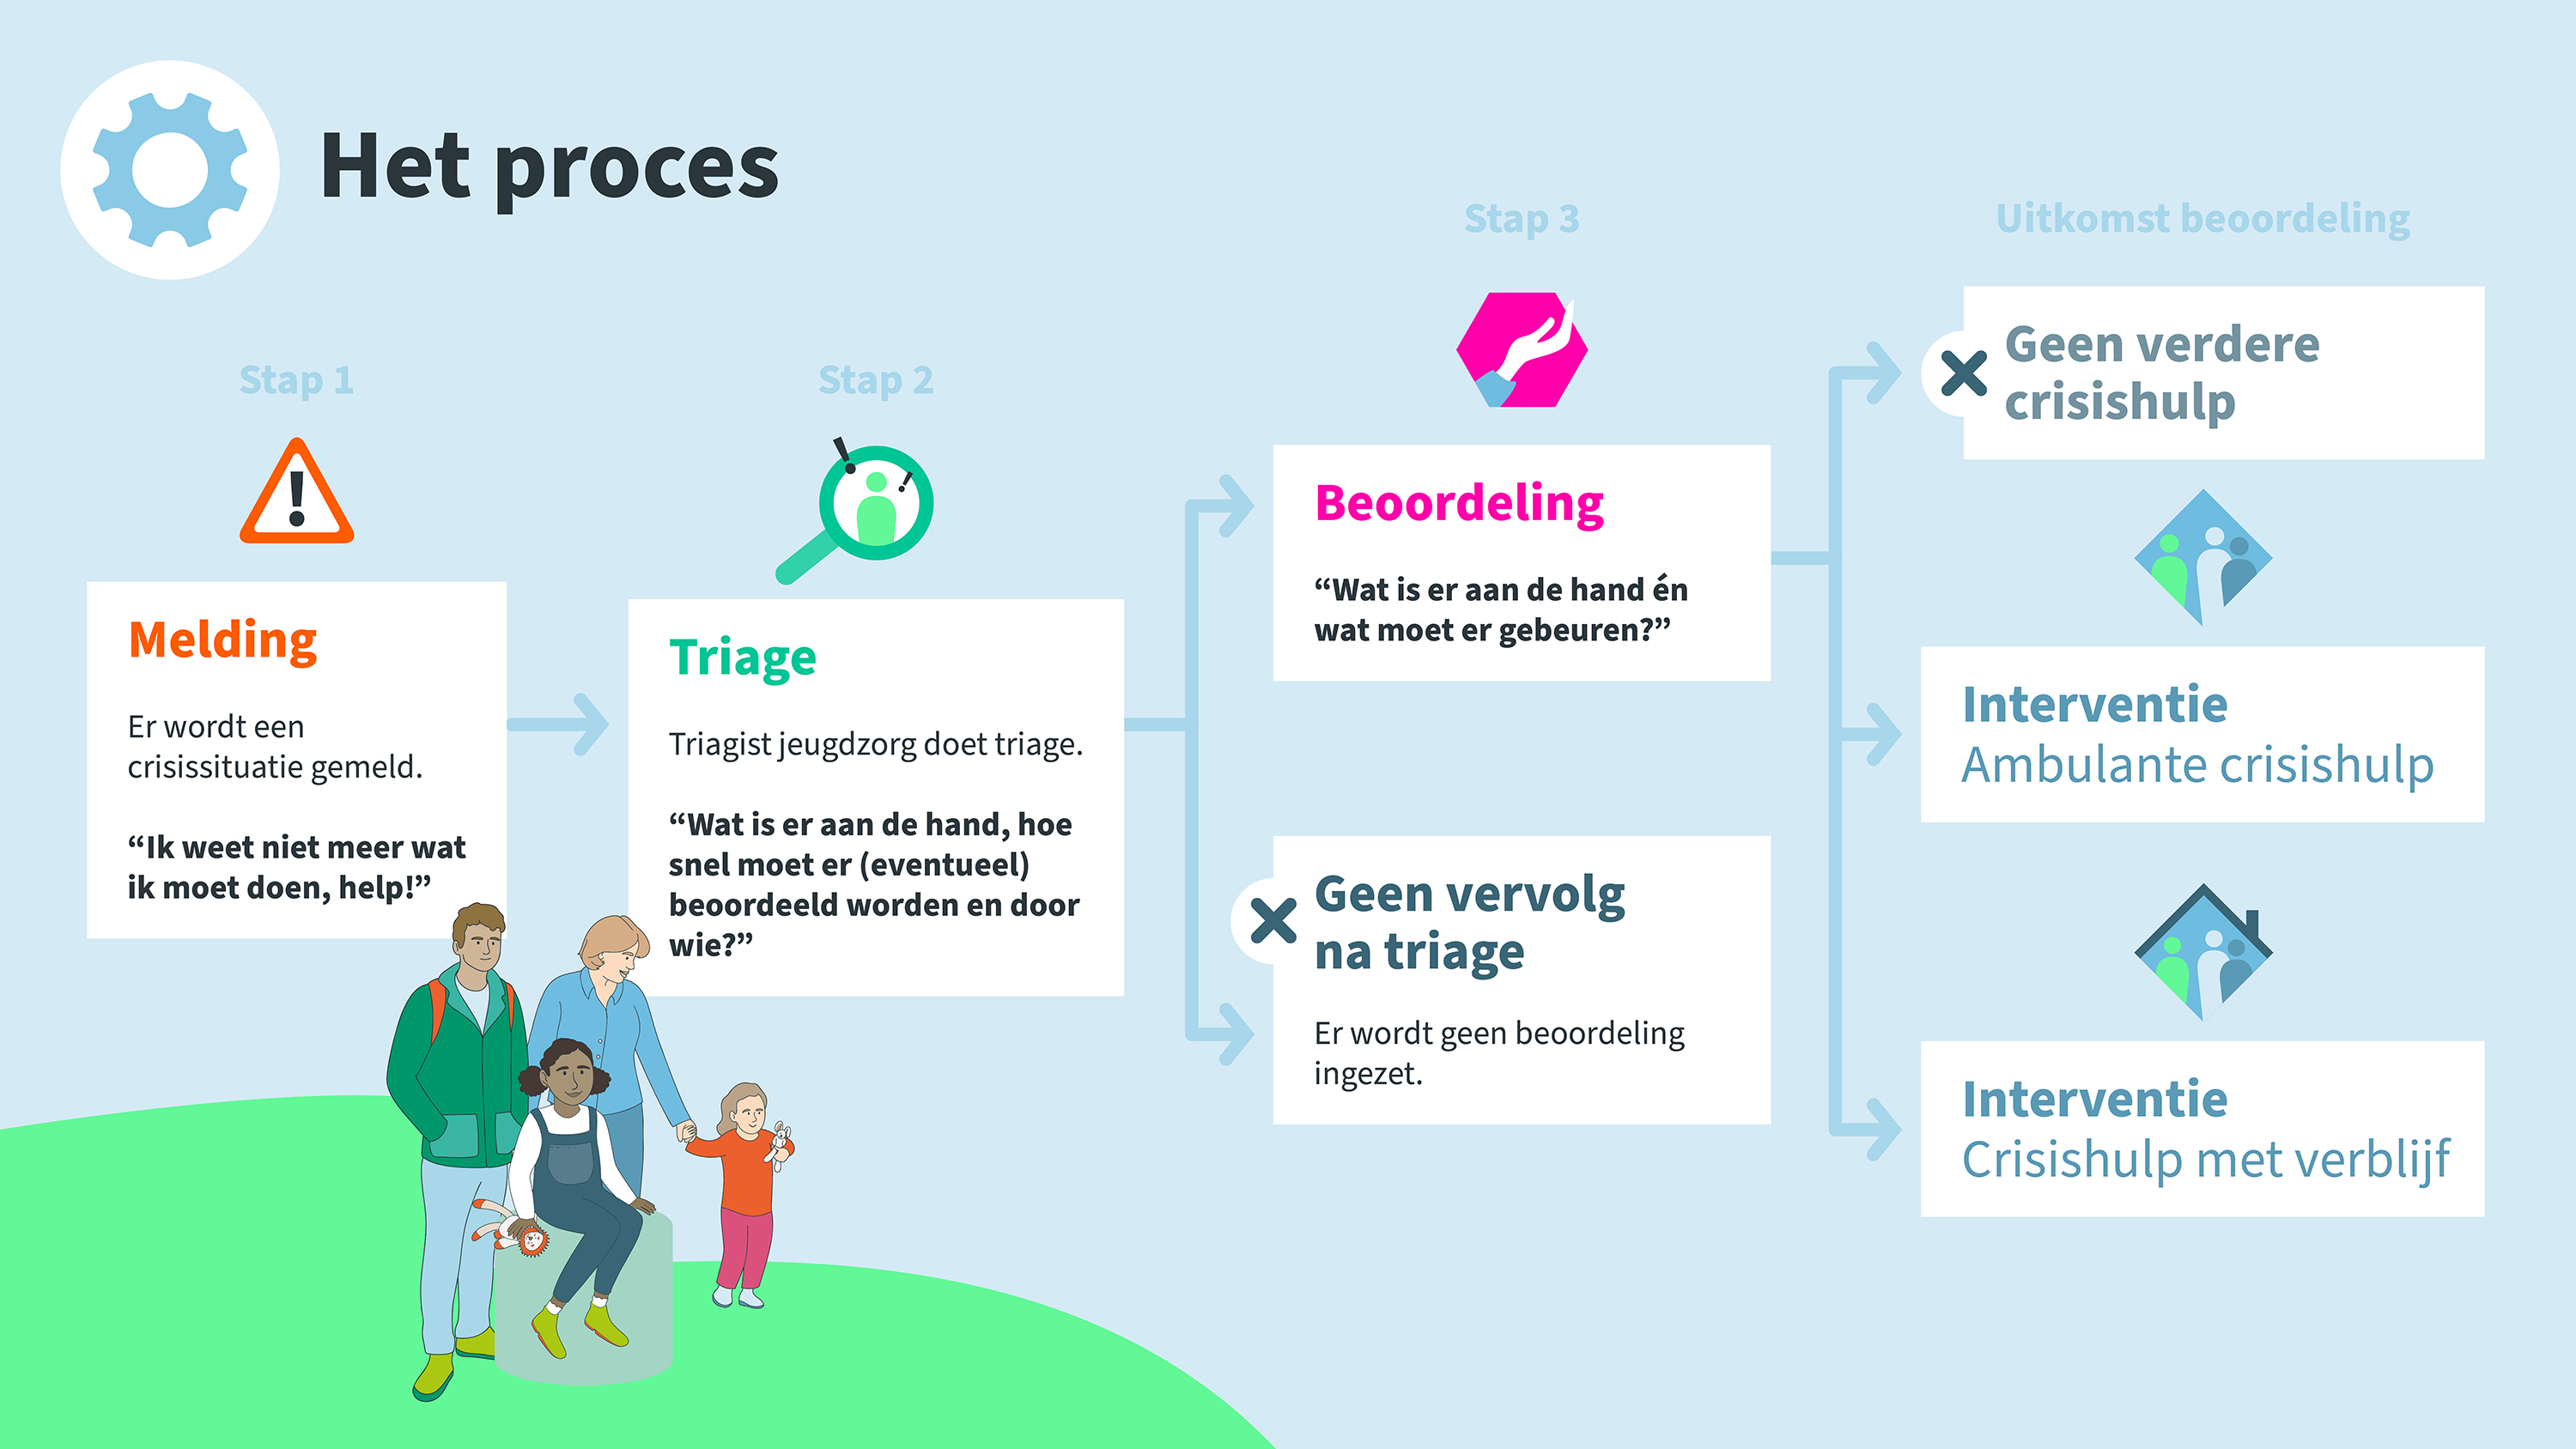 Het proces
Stap 1
Melding
Er wordt een
crisissituatie gemeld.
“Ik weet niet meer wat
ik moet doen, help!”
Stap 2
Triage
Triagist jeugdzorg doet triage.
“Wat is er aan de hand, hoe
snel moet er (eventueel)
beoordeeld worden en door
wie?”
Stap 3
Beoordeling
“Wat is er aan de hand én
wat moet er gebeuren?”
Geen vervolg
na triage
Er wordt geen beoordeling
ingezet.
Uitkomst beoordeling
Geen verdere
crisishulp
Interventie
Ambulante crisishulp
Interventie
Crisishulp met verblijf